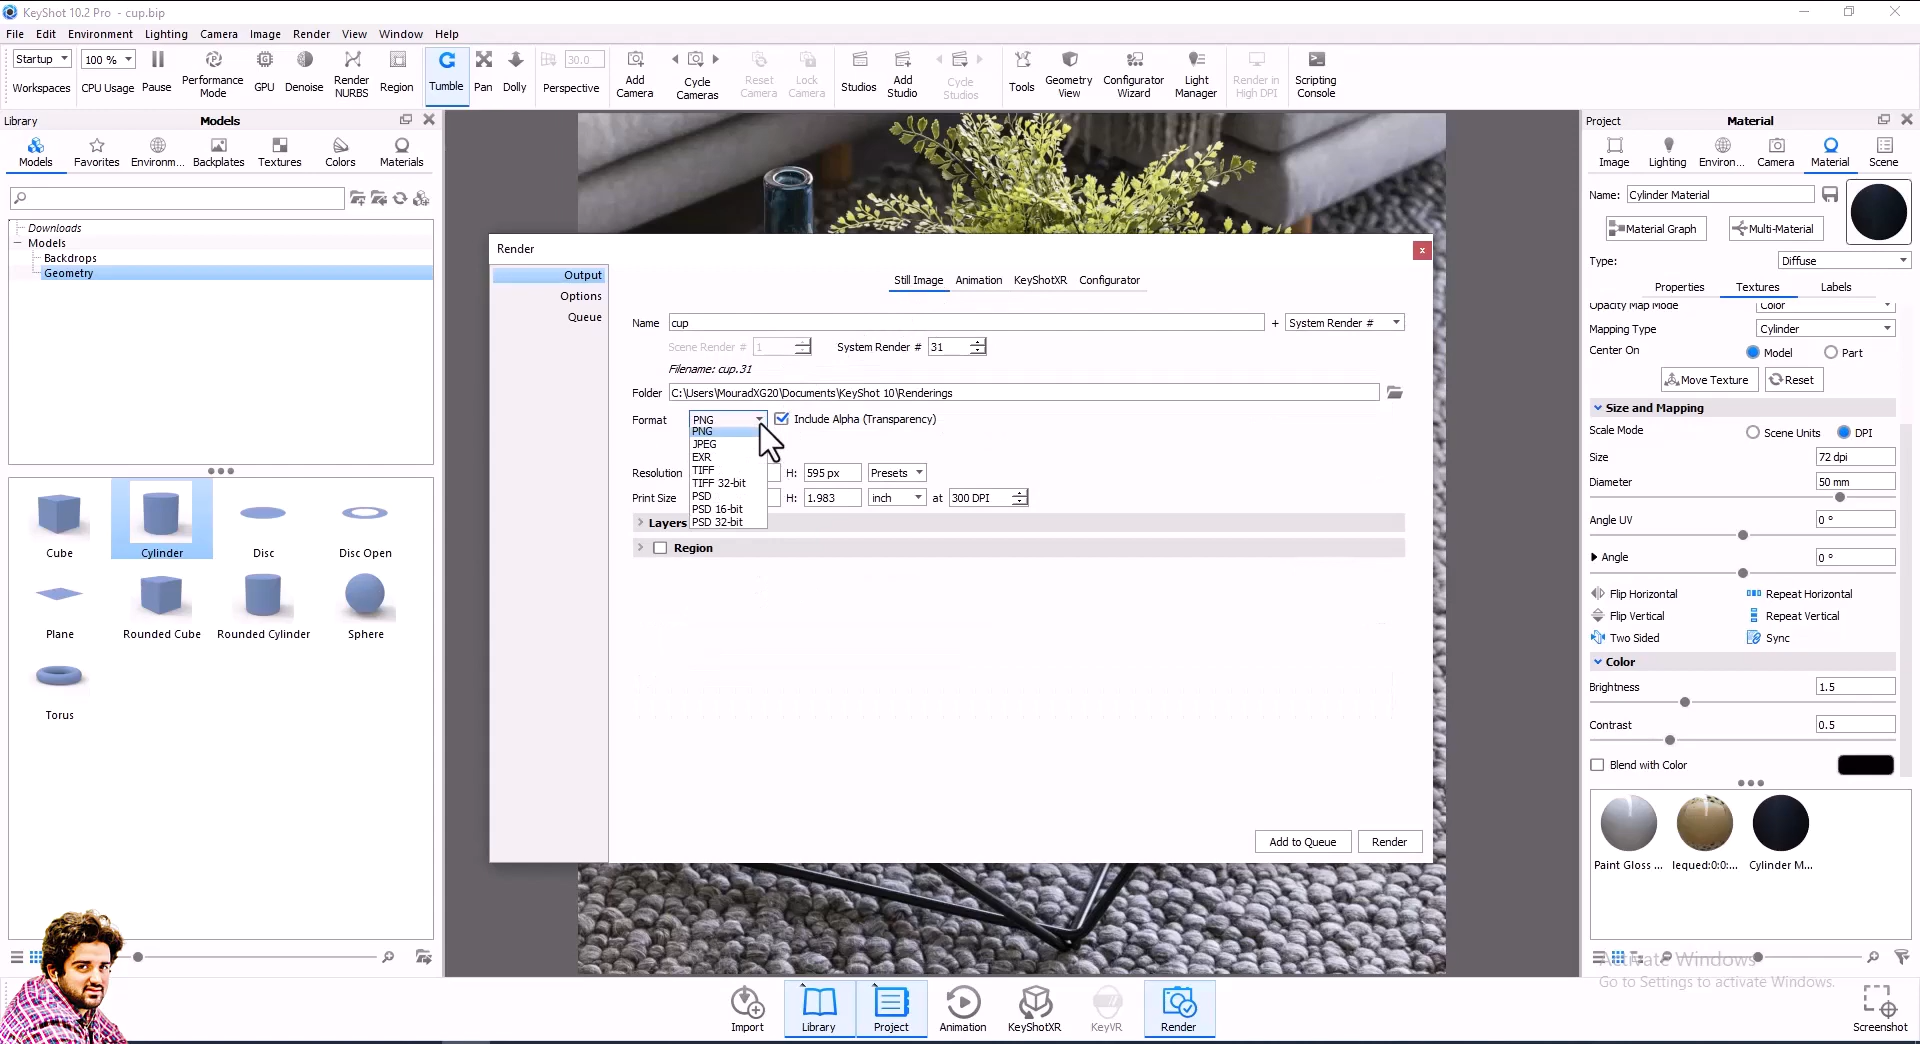 KeyShot 10.2 Pro - cup.bip
File Edit Environment Lighting Camera Image Render View Window Help
Startup 100 % 30.0
Workspaces CPU Usage Pause Performance Mode GPU Denoise Render NURBS Region Tumble Pan Dolly Perspective Add Camera Cycle Cameras Reset Camera Lock Camera Studios Add Studio Cycle Studios Tools Geometry View Configurator Wizard Light Manager Render in High DPI Scripting Console
Library Models
Models Favorites Environm... Backplates Textures Colors Materials
Downloads
Models
Backdrops
Geometry
Cube Cylinder Disc Disc Open
Plane Rounded Cube Rounded Cylinder Sphere
Torus
Render
Output
Options
Queue
Still Image Animation KeyShotXR Configurator
Name cup + System Render #
Scene Render # 1 System Render # 31
Filename: cup.31
Folder C:\Users\MouradXG20\Documents\KeyShot 10\Renderings
Format PNG Include Alpha (Transparency)
PNG
JPEG
EXR
TIFF
TIFF 32-bit
PSD
PSD 16-bit
PSD 32-bit
Resolution H: 595 px Presets
Print Size H: 1.983 inch at 300 DPI
Layers
Region
Add to Queue Render
Project Material
Image Lighting Environ... Camera Material Scene
Name: Cylinder Material
Material Graph Multi-Material
Type: Diffuse
Properties Textures Labels
Opacity Map Mode Color
Mapping Type Cylinder
Center On Model Part
Move Texture Reset
Size and Mapping
Scale Mode Scene Units DPI
Size 72 dpi
Diameter 50 mm
Angle UV 0 °
Angle 0 °
Flip Horizontal Repeat Horizontal
Flip Vertical Repeat Vertical
Two Sided Sync
Color
Brightness 1.5
Contrast 0.5
Blend with Color
Paint Gloss ... lequed:0:0:... Cylinder M...
Activate Windows
Go to Settings to activate Windows.
Import Library Project Animation KeyShotXR KeyVR Render Screenshot